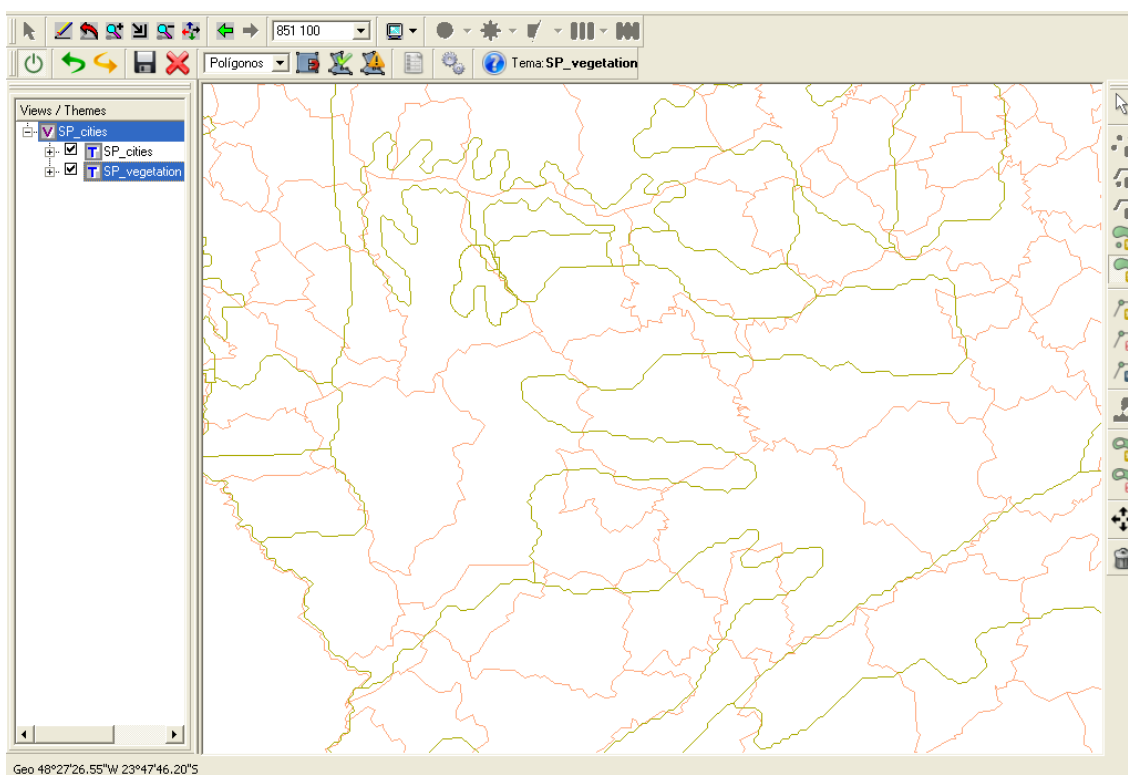 851 100
Polígonos
Tema: SP_vegetation
Views / Themes
V SP_cities
T SP_cities
T SP_vegetation
Geo 48°27'26.55"W 23°47'46.20"S